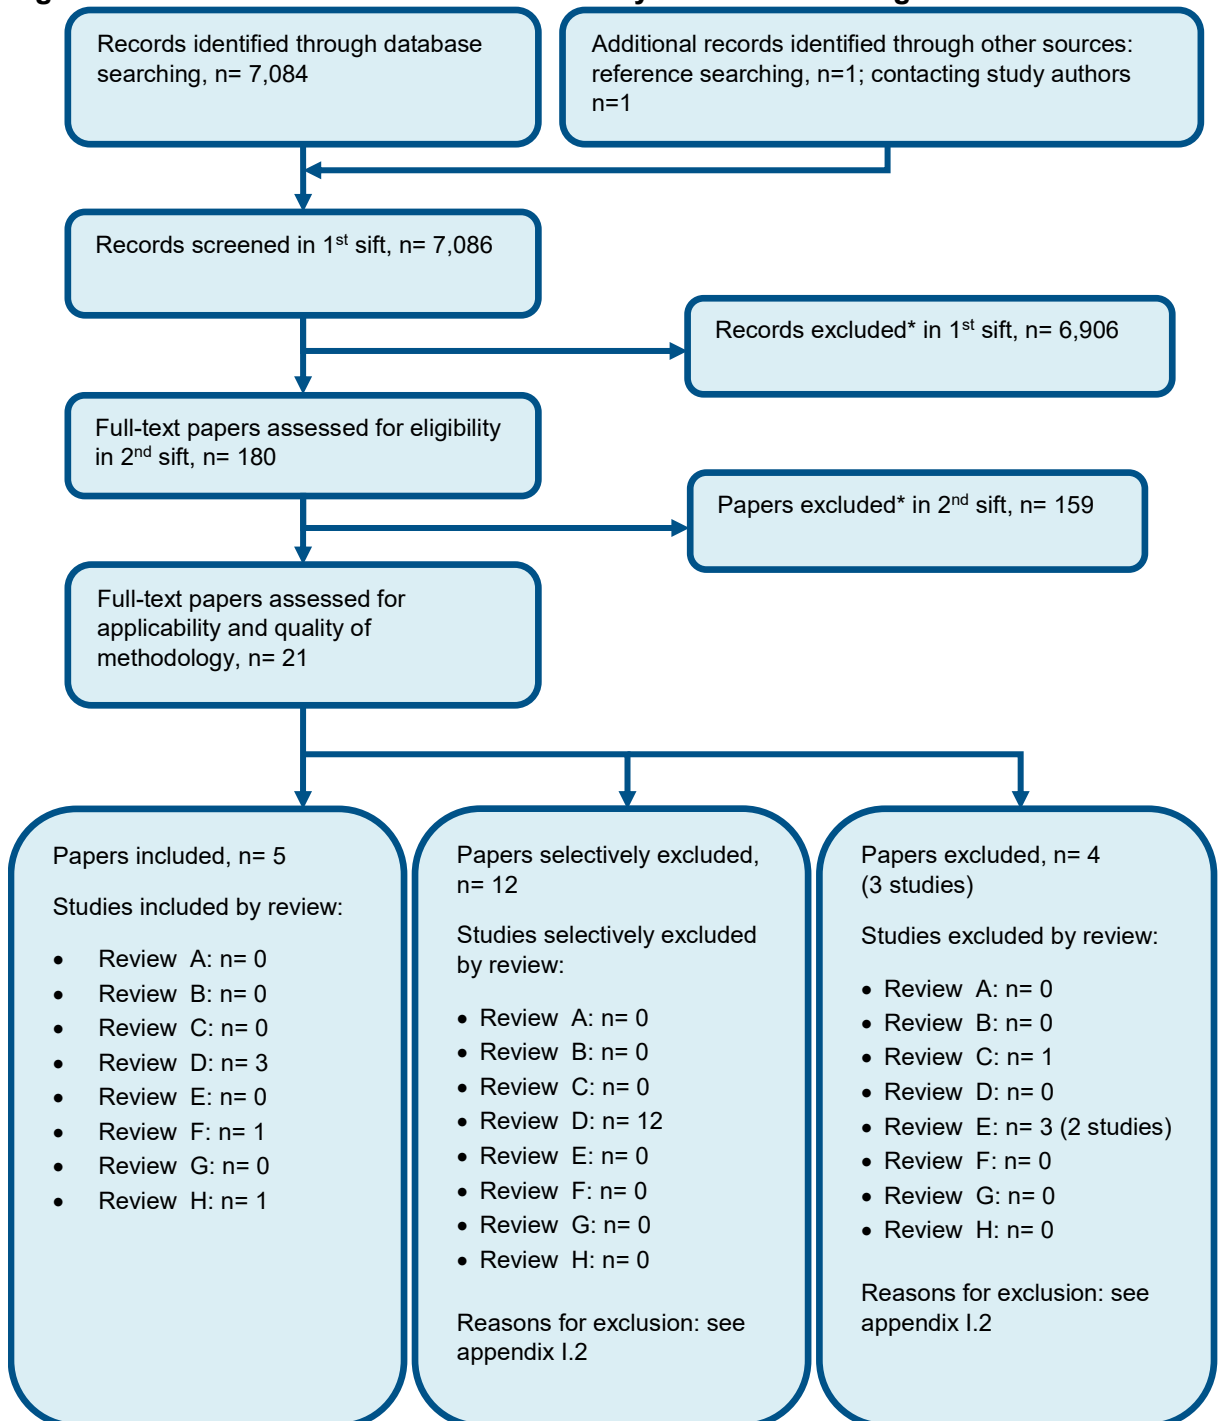 Records identified through database
searching, n= 7,084
Additional records identified through other sources:
reference searching, n=1; contacting study authors
n=1
Records screened in 1st sift, n= 7,086
Records excluded* in 1st sift, n= 6,906
Full-text papers assessed for eligibility
in 2nd sift, n= 180
Papers excluded* in 2nd sift, n= 159
Full-text papers assessed for
applicability and quality of
methodology, n= 21
Papers included, n= 5
Studies included by review:
• Review A: n= 0
• Review B: n= 0
• Review C: n= 0
• Review D: n= 3
• Review E: n= 0
• Review F: n= 1
• Review G: n= 0
• Review H: n= 1
Papers selectively excluded,
n= 12
Studies selectively excluded
by review:
• Review A: n= 0
• Review B: n= 0
• Review C: n= 0
• Review D: n= 12
• Review E: n= 0
• Review F: n= 0
• Review G: n= 0
• Review H: n= 0
Reasons for exclusion: see
appendix I.2
Papers excluded, n= 4
(3 studies)
Studies excluded by review:
• Review A: n= 0
• Review B: n= 0
• Review C: n= 1
• Review D: n= 0
• Review E: n= 3 (2 studies)
• Review F: n= 0
• Review G: n= 0
• Review H: n= 0
Reasons for exclusion: see
appendix I.2